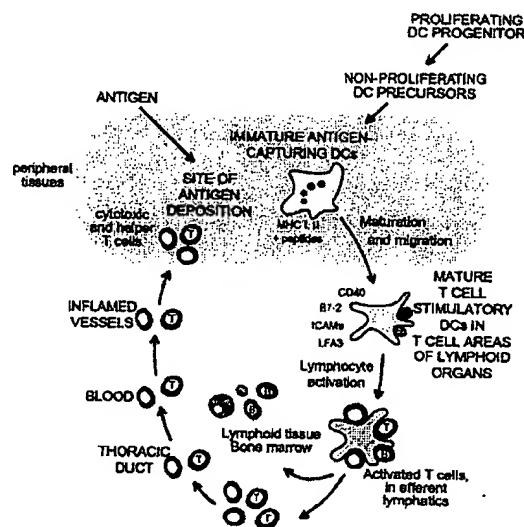 PROLIFERATING
DC PROGENITOR
NON-PROLIFERATING
DC PRECURSORS
ANTIGEN
IMMATURE ANTIGEN-
CAPTURING DCs
peripheral
tissues
SITE OF
ANTIGEN
DEPOSITION
cytotoxic
and helper
T cells
T
MHC I, II
+ peptides
Maturation
and migration
CD40
B7-2
ICAMs
LFA3
MATURE
T CELL
STIMULATORY
DCs IN
T CELL AREAS
OF LYMPHOID
ORGANS
INFLAMED
VESSELS
T
Lymphocyte
activation
BLOOD
T
B
Lymphoid tissue
Bone marrow
T
B
THORACIC
DUCT
T
Activated T cells,
in efferent
lymphatics
T
T